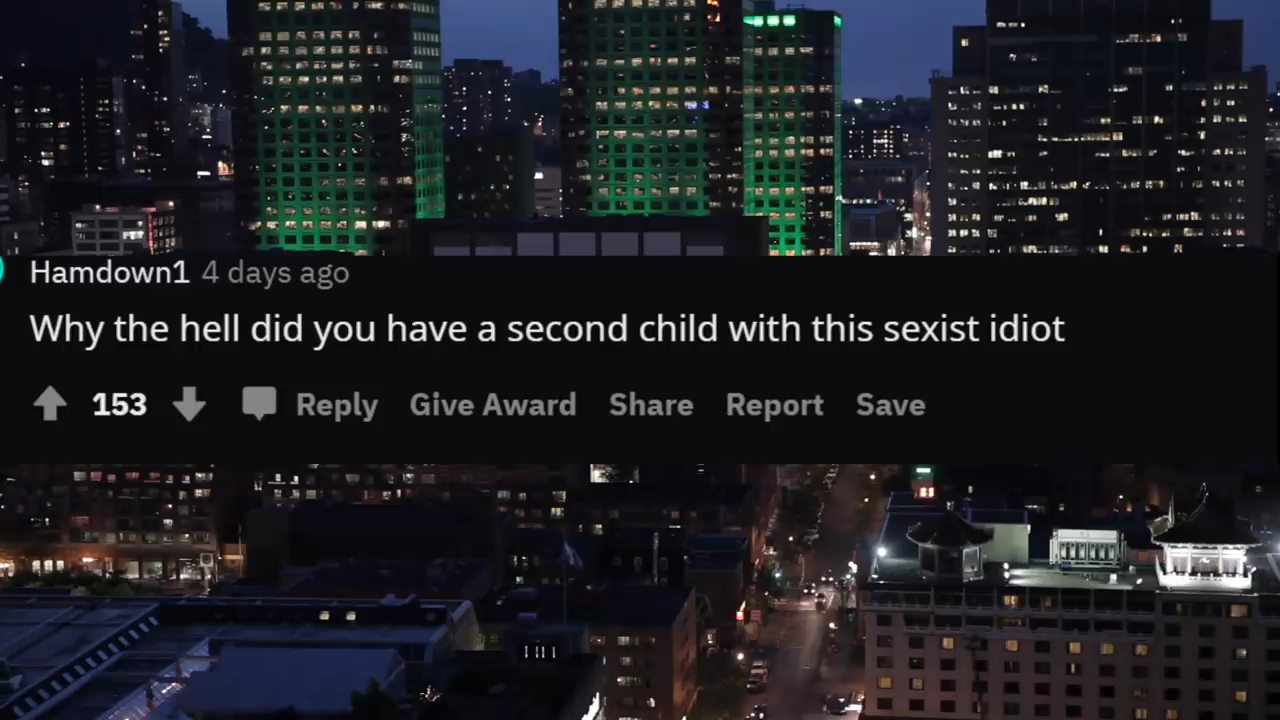 Hamdown1 4 days ago
Why the hell did you have a second child with this sexist idiot
153 Reply Give Award Share Report Save